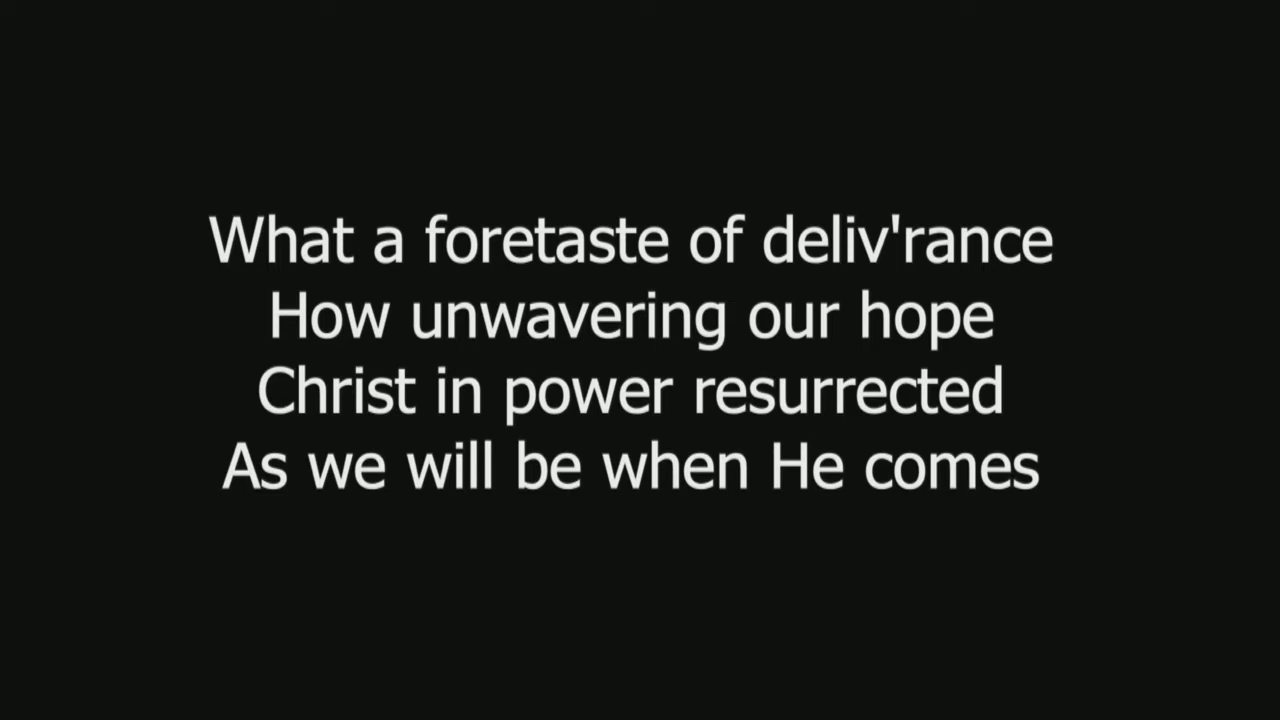 What a foretaste of deliv'rance
How unwavering our hope
Christ in power resurrected
As we will be when He comes